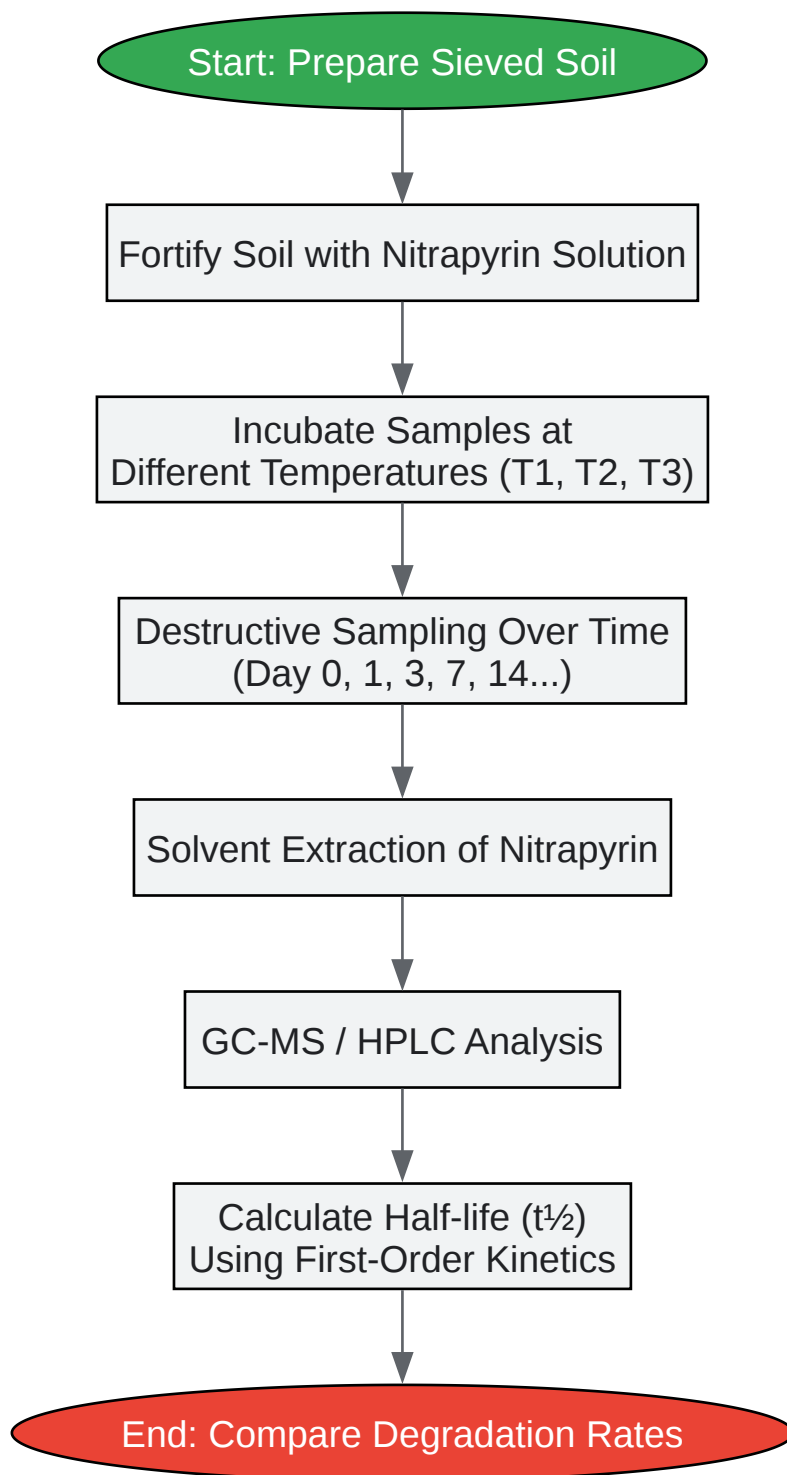 Start: Prepare Sieved Soil
Fortify Soil with Nitrapyrin Solution
Incubate Samples at
Different Temperatures (T1, T2, T3)
Destructive Sampling Over Time
(Day 0, 1, 3, 7, 14...)
Solvent Extraction of Nitrapyrin
GC-MS / HPLC Analysis
Calculate Half-life (t½)
Using First-Order Kinetics
End: Compare Degradation Rates